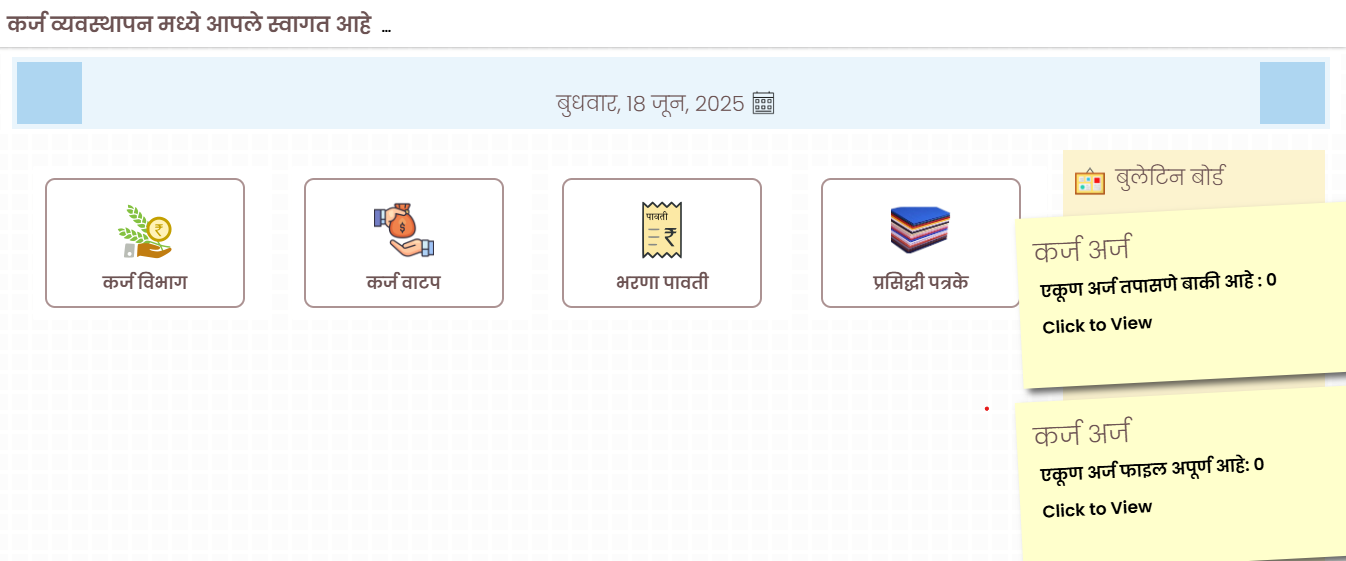 कर्ज व्यवस्थापन मध्ये आपले स्वागत आहे ...
बुधवार, 18 जून, 2025
बुलेटिन बोर्ड
पावती
कर्ज विभाग
कर्ज वाटप
भरणा पावती
प्रसिद्धी पत्रके
कर्ज अर्ज
एकूण अर्ज तपासणे बाकी आहे : 0
Click to View
कर्ज अर्ज
एकूण अर्ज फाइल अपूर्ण आहे: 0
Click to View